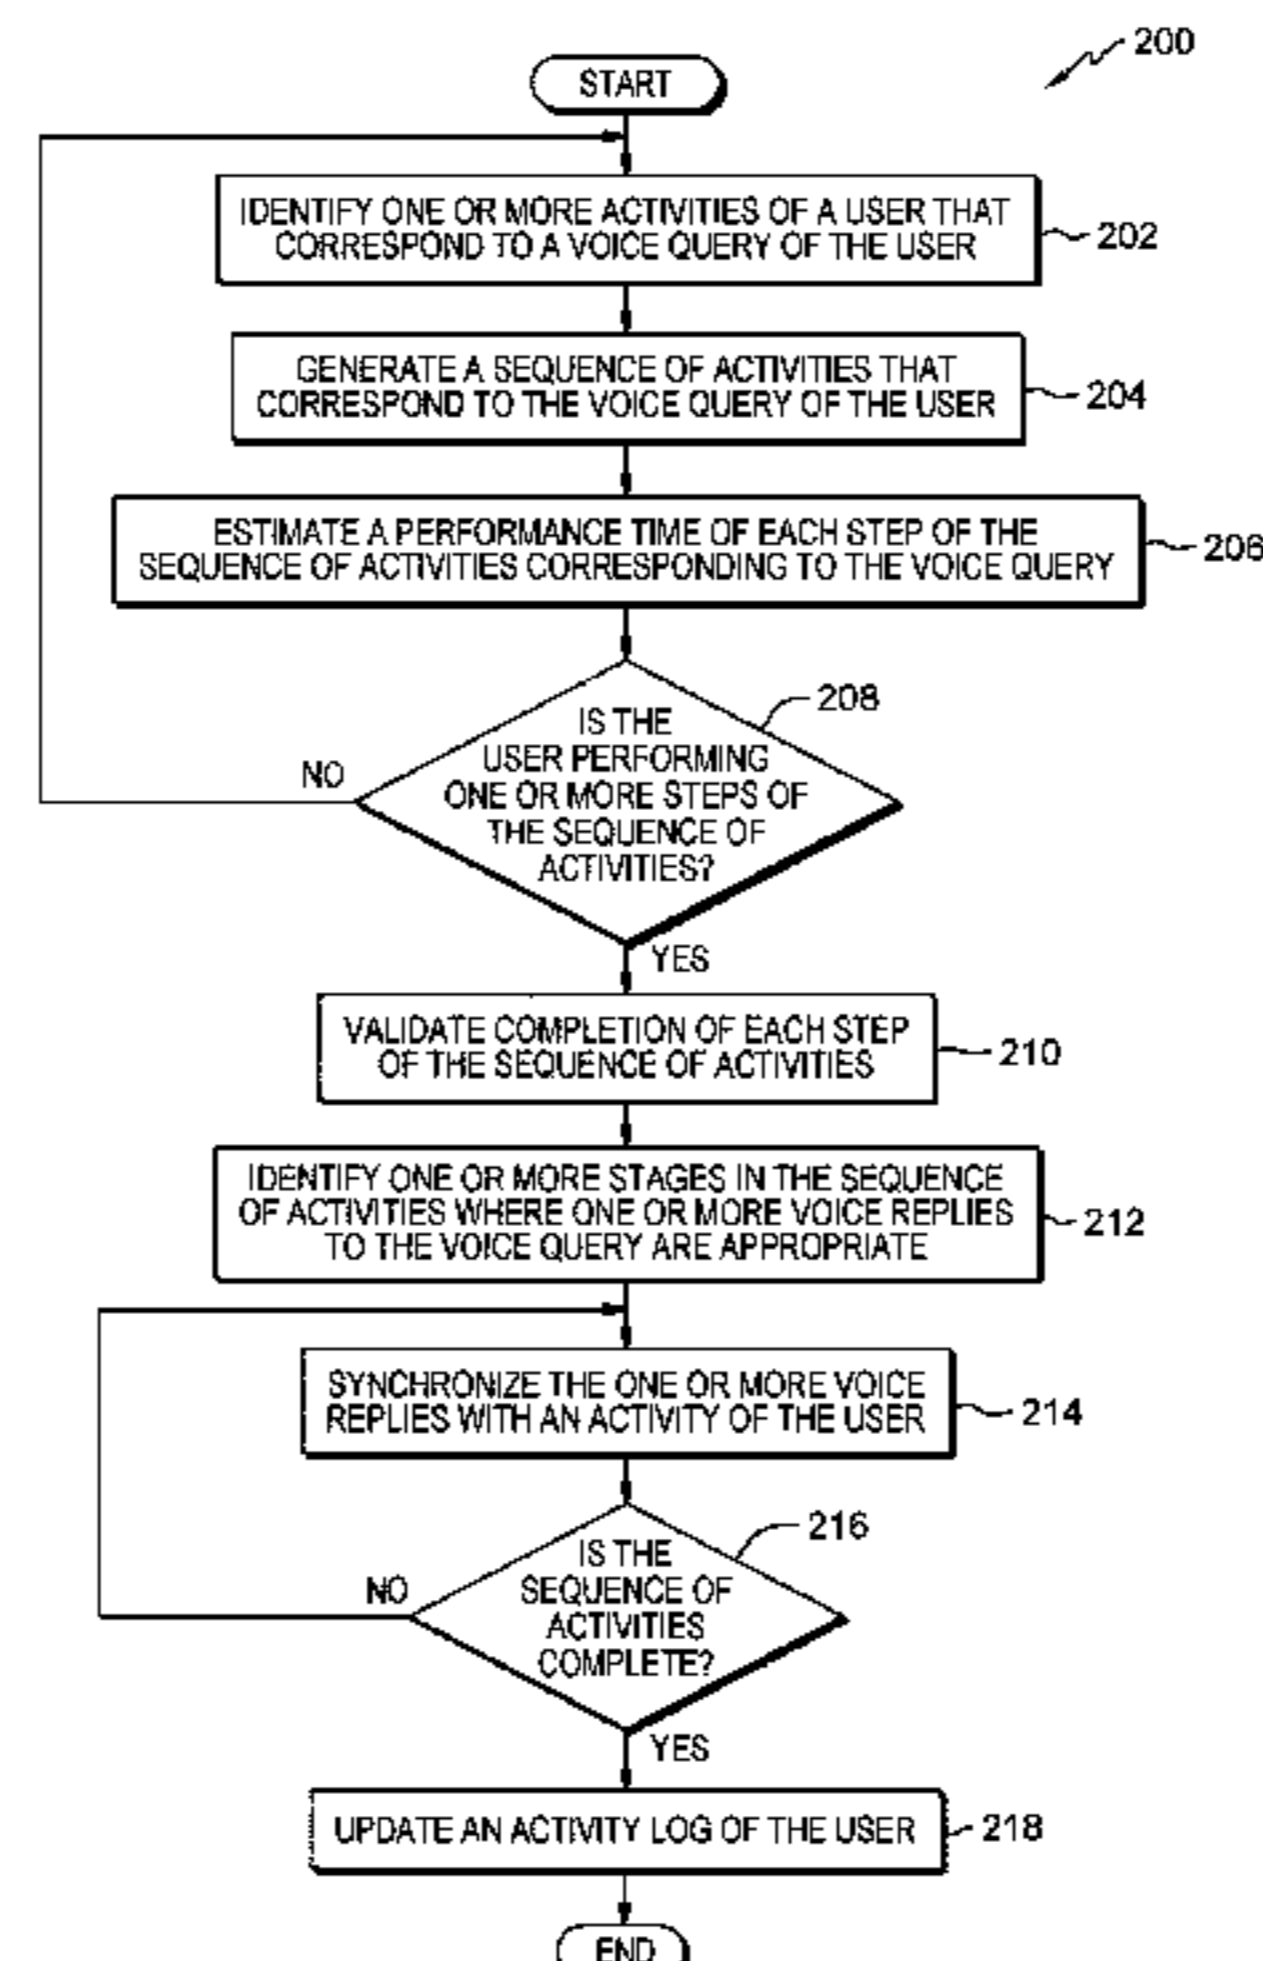 200
START
IDENTIFY ONE OR MORE ACTIVITIES OF A USER THAT
CORRESPOND TO A VOICE QUERY OF THE USER
202
GENERATE A SEQUENCE OF ACTIVITIES THAT
CORRESPOND TO THE VOICE QUERY OF THE USER
204
ESTIMATE A PERFORMANCE TIME OF EACH STEP OF THE
SEQUENCE OF ACTIVITIES CORRESPONDING TO THE VOICE QUERY
206
208
IS THE
USER PERFORMING
ONE OR MORE STEPS OF
THE SEQUENCE OF
ACTIVITIES?
NO
YES
VALIDATE COMPLETION OF EACH STEP
OF THE SEQUENCE OF ACTIVITIES
210
IDENTIFY ONE OR MORE STAGES IN THE SEQUENCE
OF ACTIVITIES WHERE ONE OR MORE VOICE REPLIES
TO THE VOICE QUERY ARE APPROPRIATE
212
SYNCHRONIZE THE ONE OR MORE VOICE
REPLIES WITH AN ACTIVITY OF THE USER
214
216
IS THE
SEQUENCE OF
ACTIVITIES
COMPLETE?
NO
YES
UPDATE AN ACTIVITY LOG OF THE USER
218
END